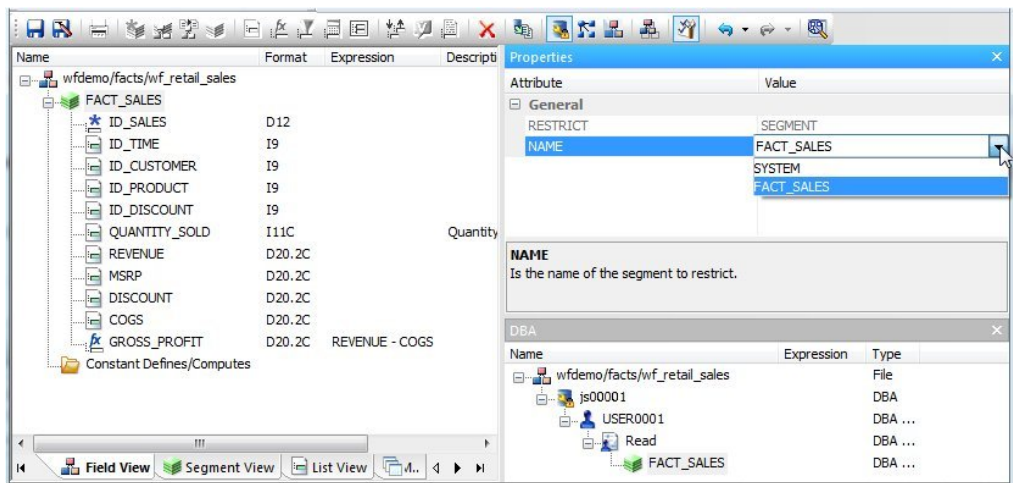 Name Format Expression Descripti
wfdemo/facts/wf_retail_sales
FACT_SALES
ID_SALES D12
ID_TIME I9
ID_CUSTOMER I9
ID_PRODUCT I9
ID_DISCOUNT I9
QUANTITY_SOLD I11C Quantity
REVENUE D20.2C
MSRP D20.2C
DISCOUNT D20.2C
COGS D20.2C
GROSS_PROFIT D20.2C REVENUE - COGS
Constant Defines/Computes
Field View Segment View List View M..
Properties
Attribute Value
General
RESTRICT SEGMENT
NAME FACT_SALES
SYSTEM
FACT_SALES
NAME
Is the name of the segment to restrict.
DBA
Name Expression Type
wfdemo/facts/wf_retail_sales File
js00001 DBA
USER0001 DBA ...
Read DBA ...
FACT_SALES DBA ...